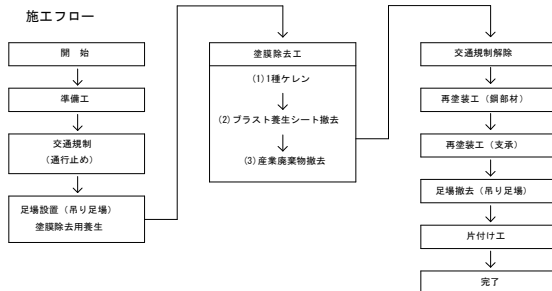 施工フロー
開 始
準備工
交通規制
(通行止め)
足場設置(吊り足場)
塗膜除去用養生
塗膜除去工
(1)1種ケレン
(2)ブラスト養生シート撤去
(3)産業廃棄物撤去
交通規制解除
再塗装工(鋼部材)
再塗装工(支承)
足場撤去(吊り足場)
片付け工
完了